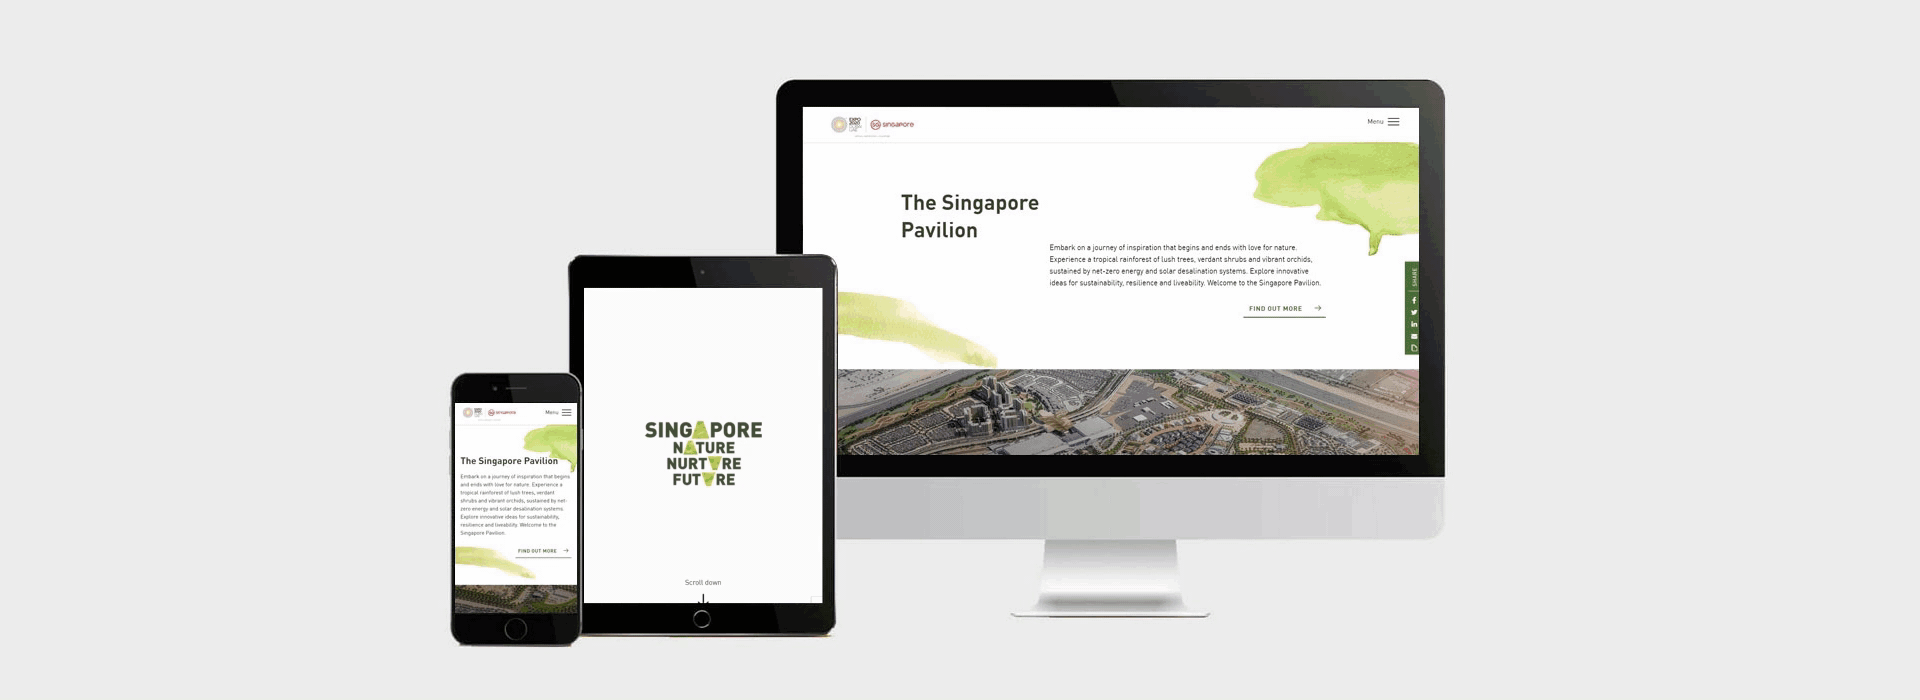 EXPO
2020
singapore
Menu
The Singapore
Pavilion
Embark on a journey of inspiration that begins and ends with love for nature.
Experience a tropical rainforest of lush trees, verdant shrubs and vibrant orchids,
sustained by net-zero energy and solar desalination systems. Explore innovative
ideas for sustainability, resilience and liveability. Welcome to the Singapore Pavilion.
FIND OUT MORE
SHARE
SINGAPORE
NATURE
NURTURE
FUTURE
Scroll down
singapore
Menu
The Singapore Pavilion
Embark on a journey of inspiration that begins
and ends with love for nature. Experience a
tropical rainforest of lush trees, verdant
shrubs and vibrant orchids, sustained by net-
zero energy and solar desalination systems.
Explore innovative ideas for sustainability,
resilience and liveability. Welcome to the
Singapore Pavilion.
FIND OUT MORE